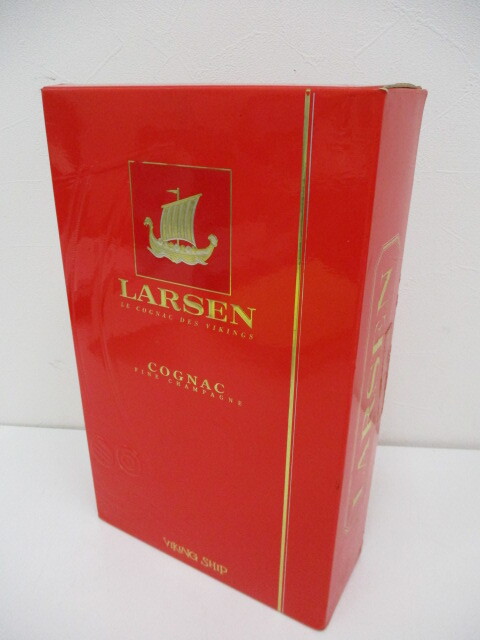 LARSEN
LE COGNAC DES VIKINGS
COGNAC
FINE CHAMPAGNE
VIKING SHIP
LARSEN